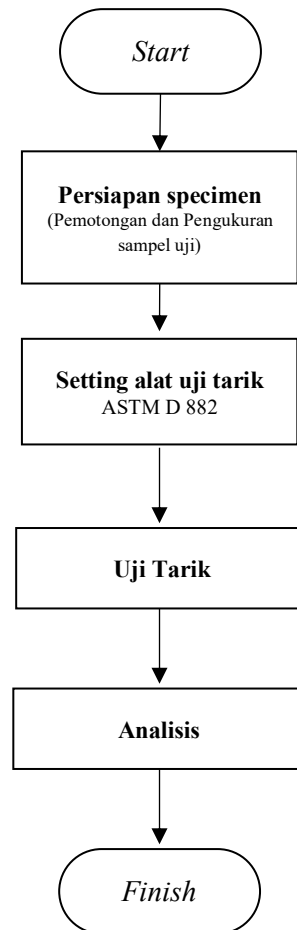 Start
Persiapan specimen
(Pemotongan dan Pengukuran
sampel uji)
Setting alat uji tarik
ASTM D 882
Uji Tarik
Analisis
Finish